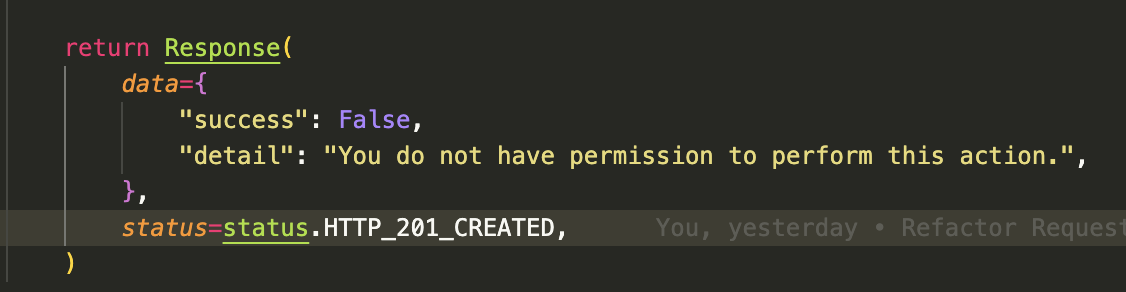 return Response(
data={
"success": False,
"detail": "You do not have permission to perform this action.",
},
status=status.HTTP_201_CREATED, You, yesterday • Refactor Request
)